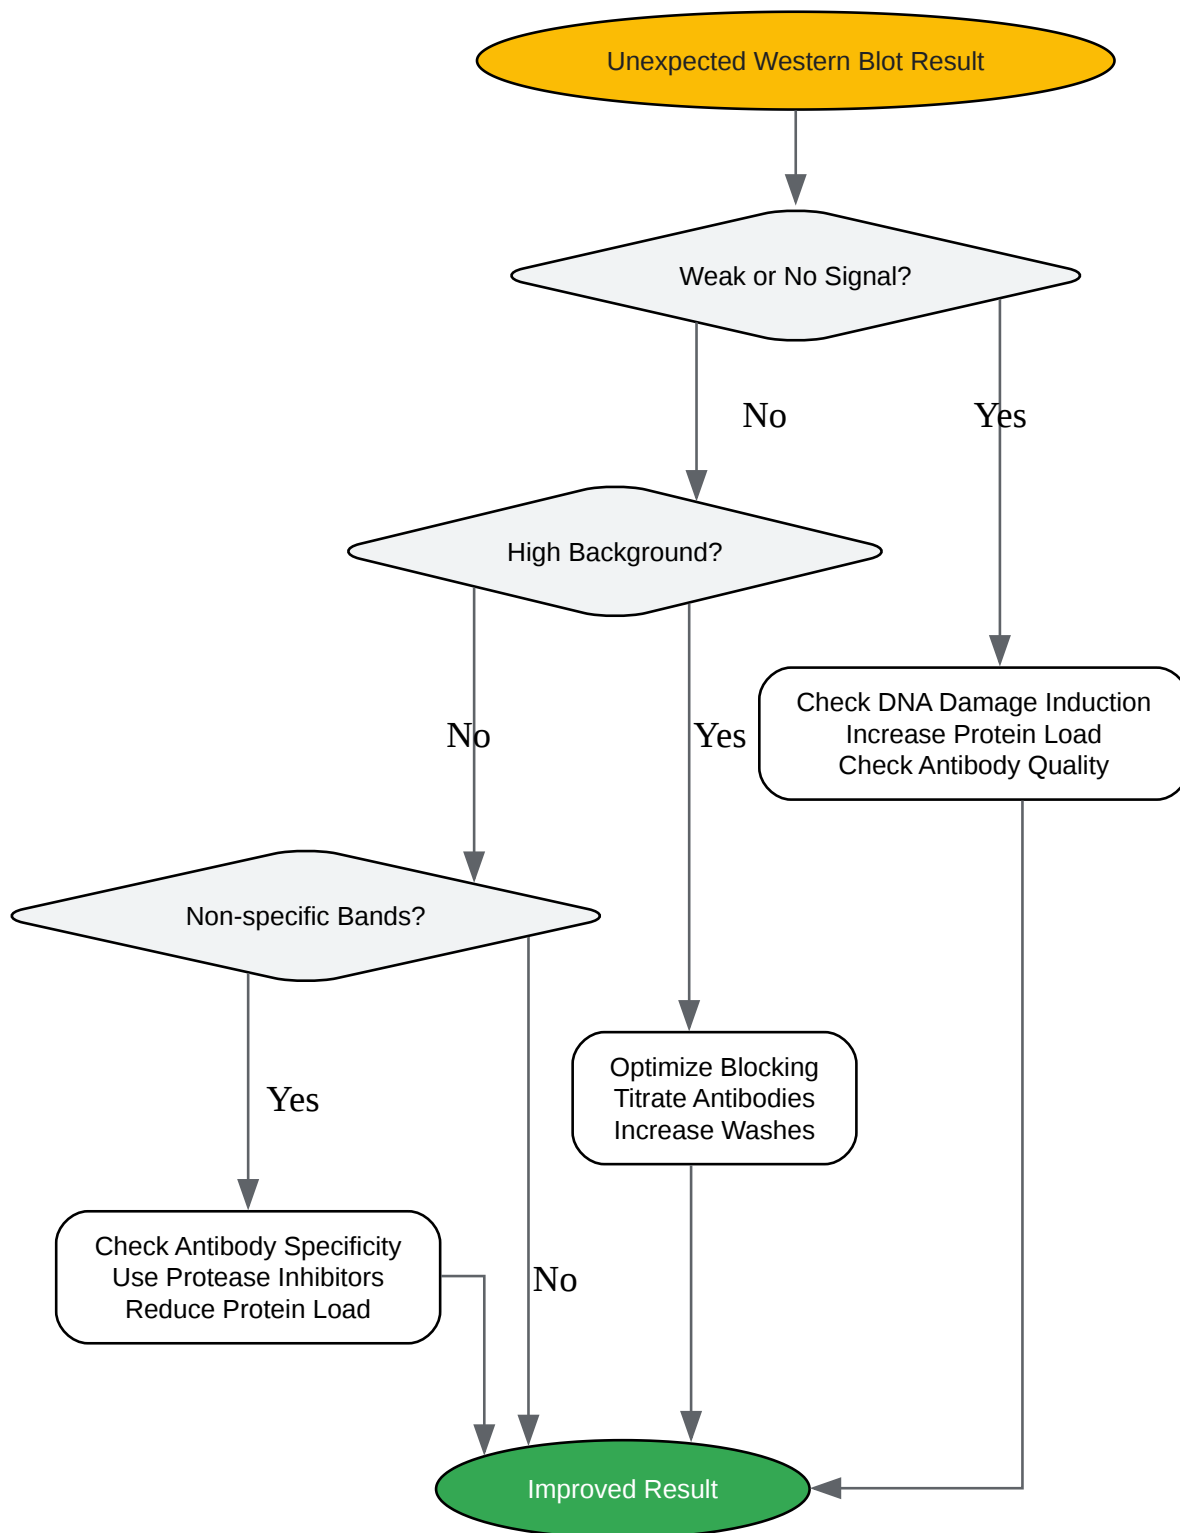 Unexpected Western Blot Result
Weak or No Signal?
No
Yes
High Background?
Check DNA Damage Induction
Increase Protein Load
Check Antibody Quality
No
Yes
Non-specific Bands?
Optimize Blocking
Titrate Antibodies
Increase Washes
Yes
Check Antibody Specificity
Use Protease Inhibitors
Reduce Protein Load
No
Improved Result